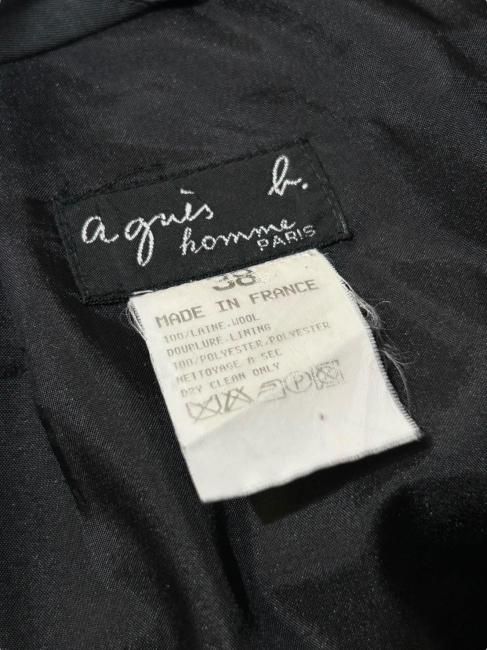 agnès b.
homme
PARIS
38
MADE IN FRANCE
100/LAINE.WOOL
DOUPLURE.LINING
100/POLYESTER/POLYESTER
NETTOYAGE A SEC
DRY CLEAN ONLY